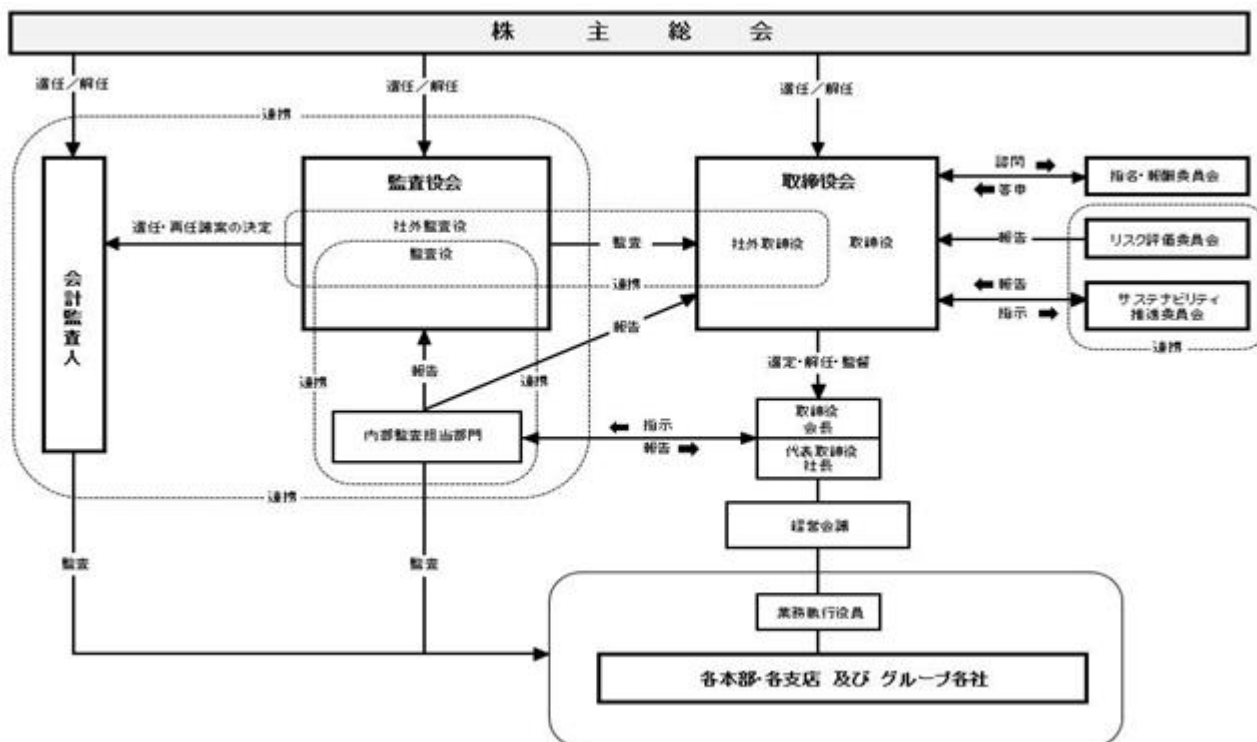 株主総会
選任／解任
選任／解任
選任／解任
連携
監査役会
取締役会
諮問
答申
指名・報酬委員会
選任・再任議案の決定
社外監査役
監査役
監査
社外取締役
取締役
報告
リスク評価委員会
連携
報告
指示
サステナビリティ
推進委員会
連携
会計監査人
報告
報告
選定・解任・監督
連携
連携
内部監査担当部門
指示
報告
取締役
会長
代表取締役
社長
連携
経営会議
監査
監査
業務執行役員
各本部・各支店 及び グループ各社